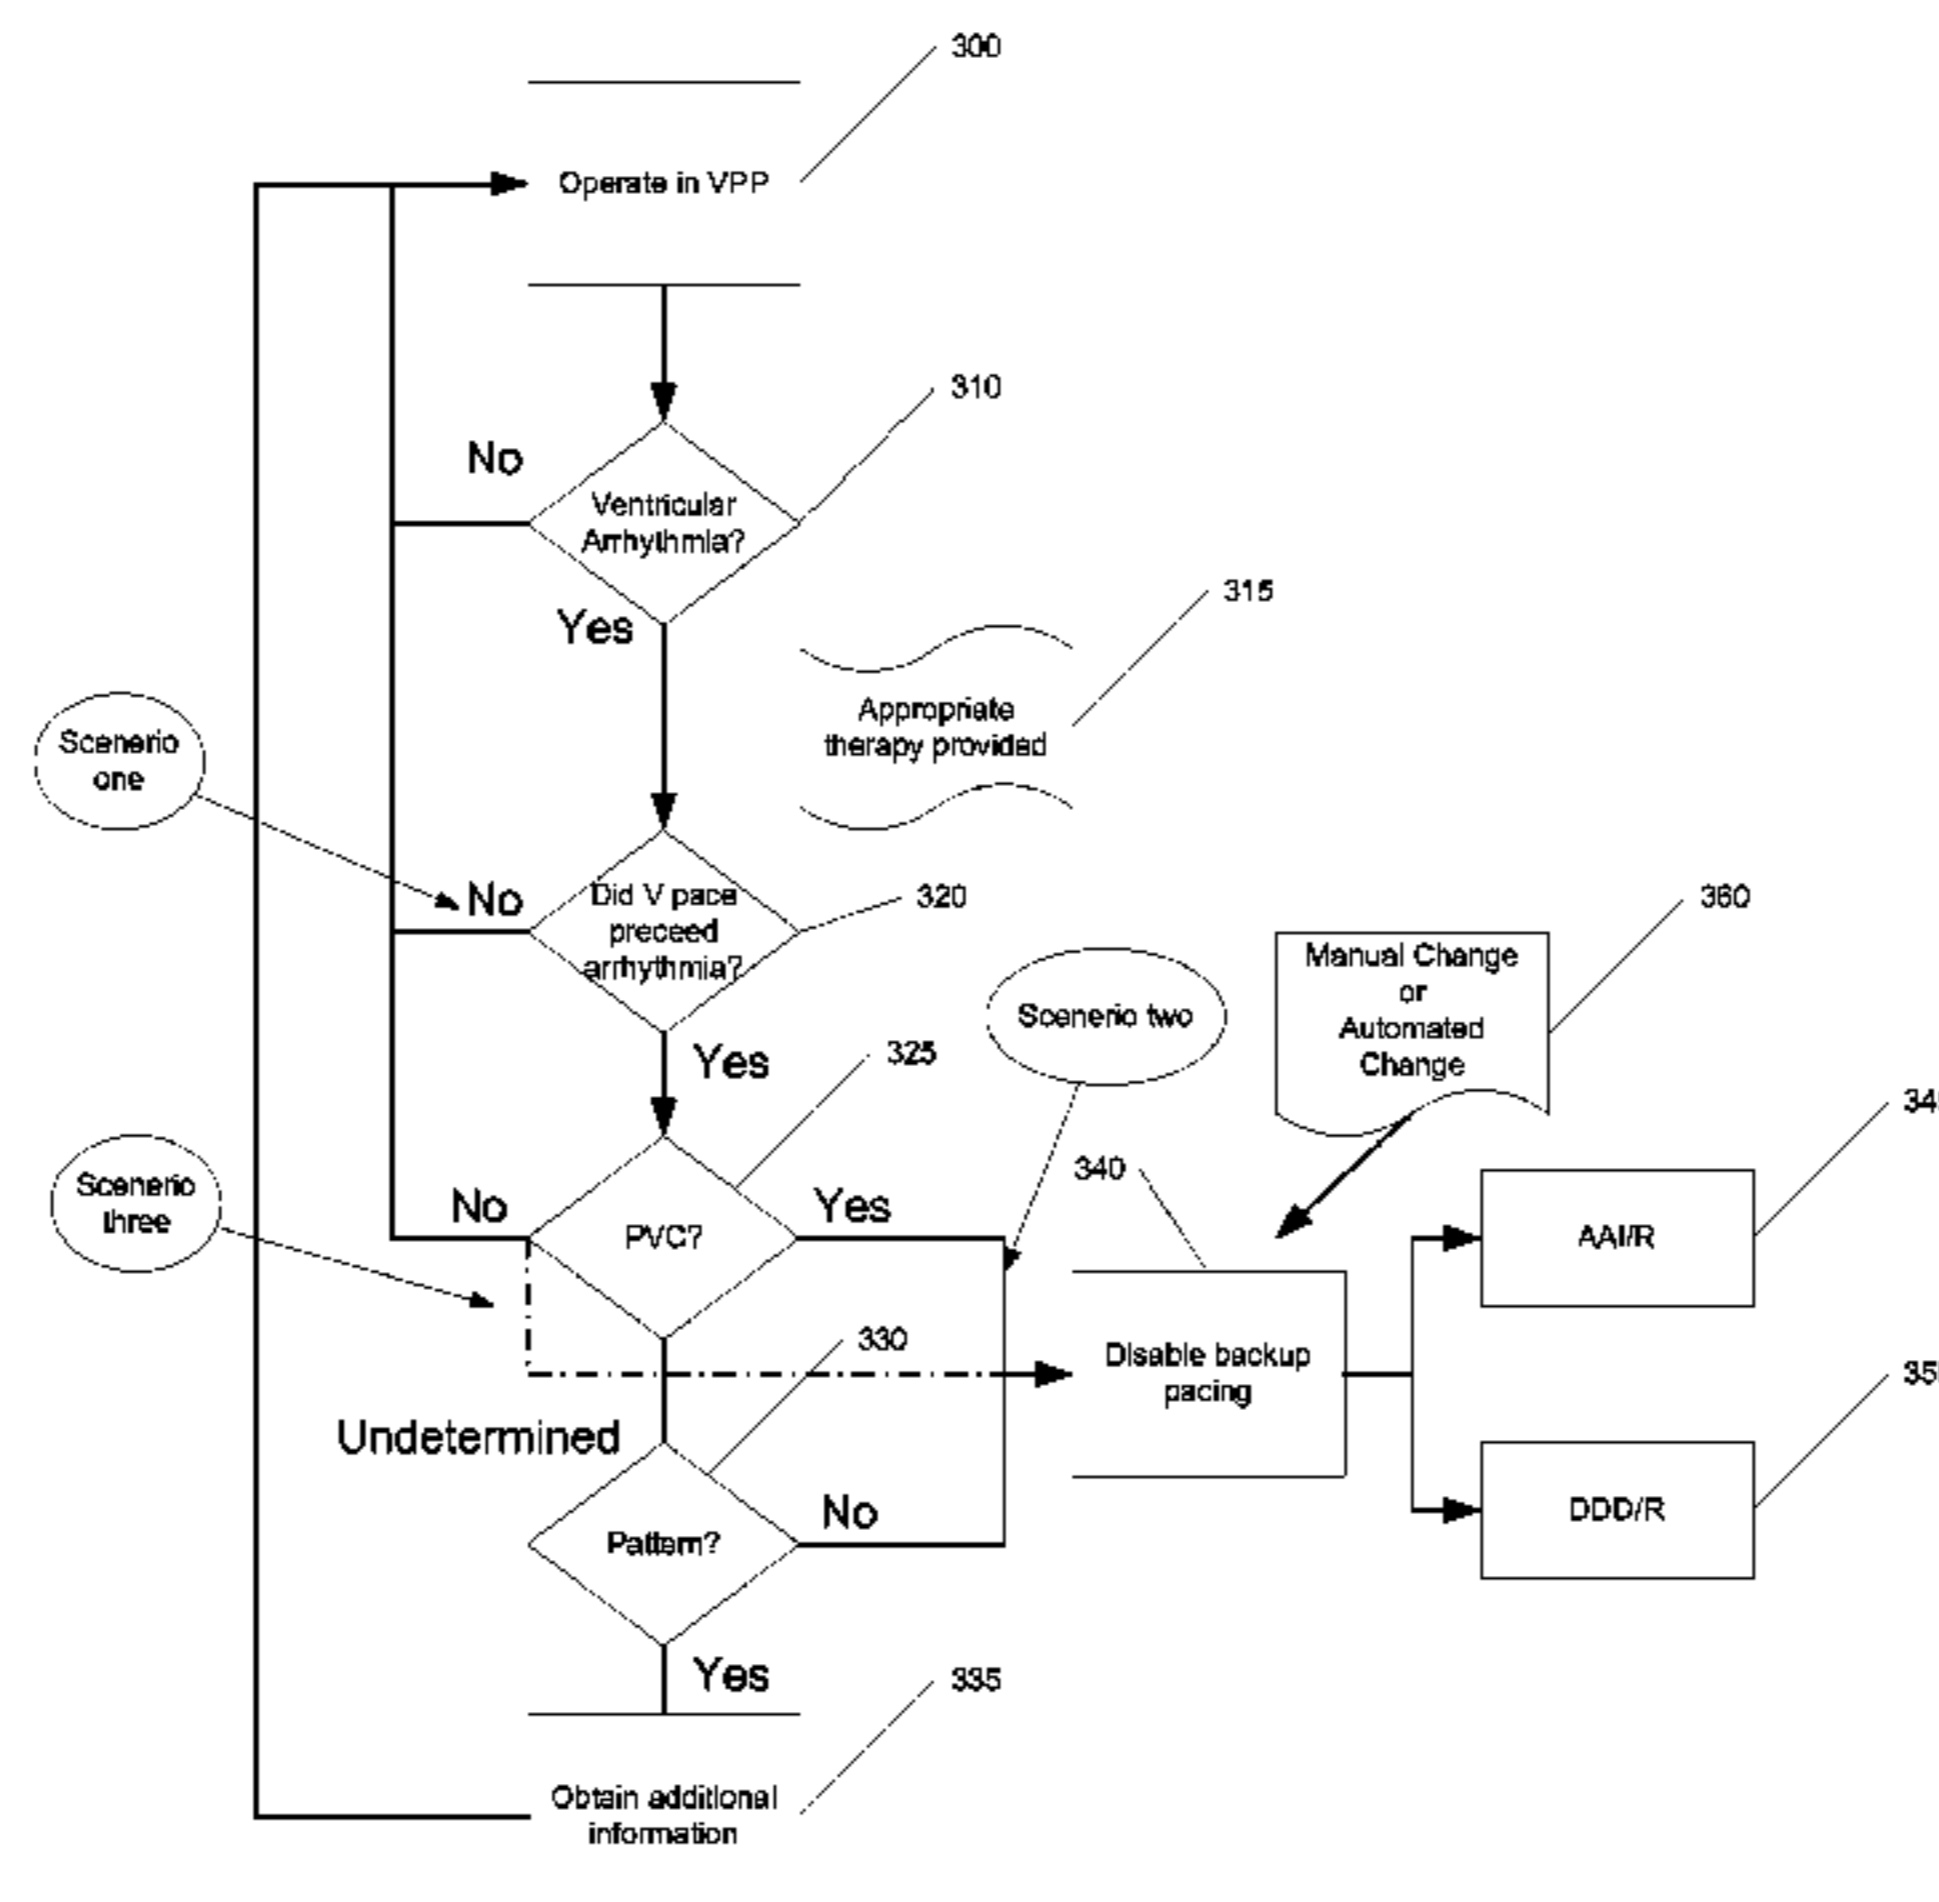 300
Operate in VPP
310
No
Ventricular
Arrhythmia?
Yes
315
Appropriate
therapy provided
Scenerio
one
No
Did V pace
preceed
arrhythmia?
320
360
Manual Change
or
Automated
Change
Scenerio two
Yes
325
340
Scenerio
three
No
PVC?
Yes
AAI/R
Disable backup
pacing
330
Undetermined
Pattern?
No
DDD/R
Yes
335
Obtain additional
information